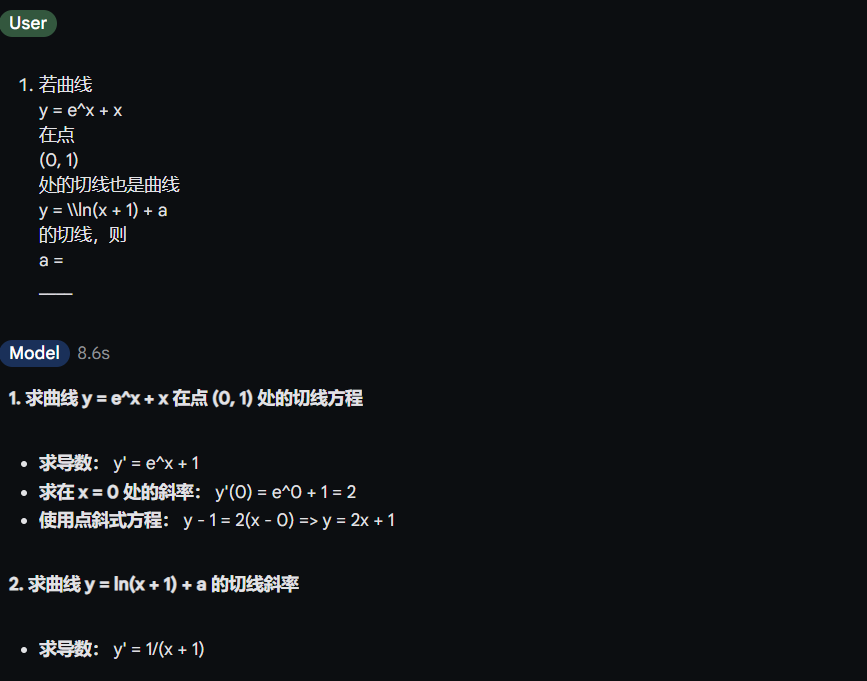 User
1. 若曲线
y = e^x + x
在点
(0, 1)
处的切线也是曲线
y = \\ln(x + 1) + a
的切线，则
a =
____
Model 8.6s
1. 求曲线 y = e^x + x 在点 (0, 1) 处的切线方程
• 求导数： y' = e^x + 1
• 求在 x = 0 处的斜率： y'(0) = e^0 + 1 = 2
• 使用点斜式方程： y - 1 = 2(x - 0) => y = 2x + 1
2. 求曲线 y = ln(x + 1) + a 的切线斜率
• 求导数： y' = 1/(x + 1)